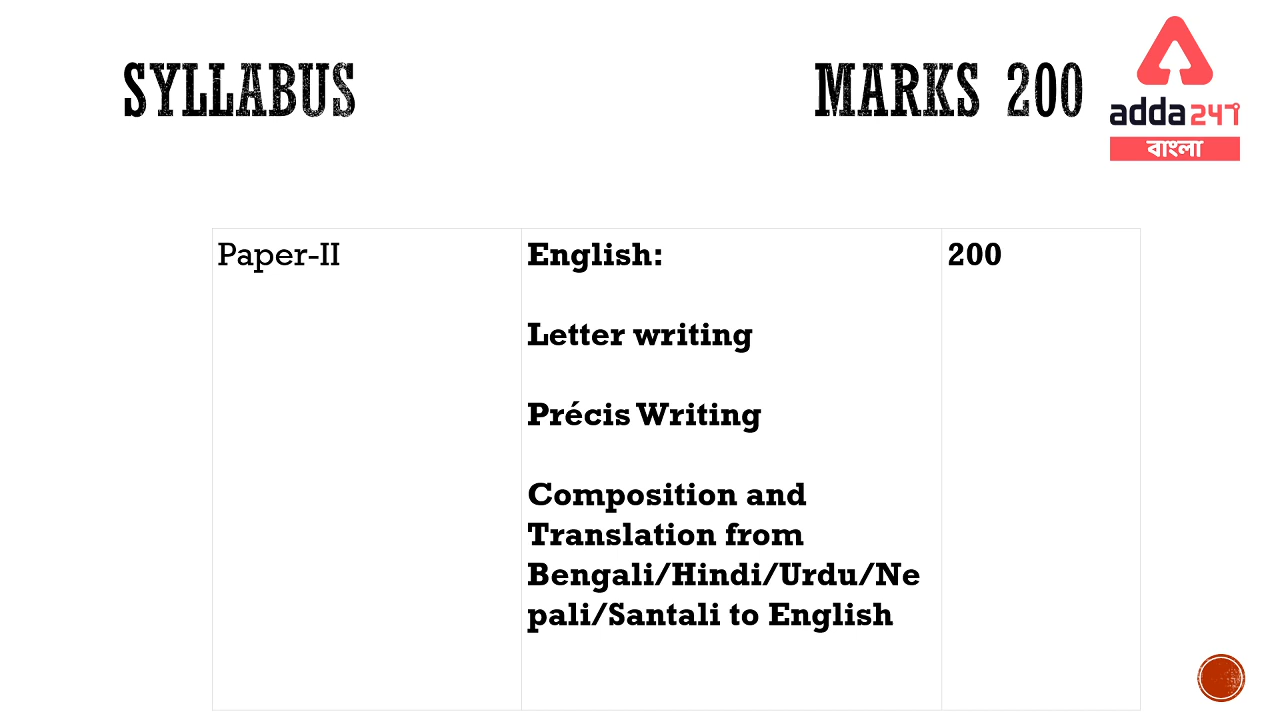 SYLLABUS MARKS 200
adda247
বাংলা
Paper-II English: 200
Letter writing
Précis Writing
Composition and
Translation from
Bengali/Hindi/Urdu/Ne
pali/Santali to English